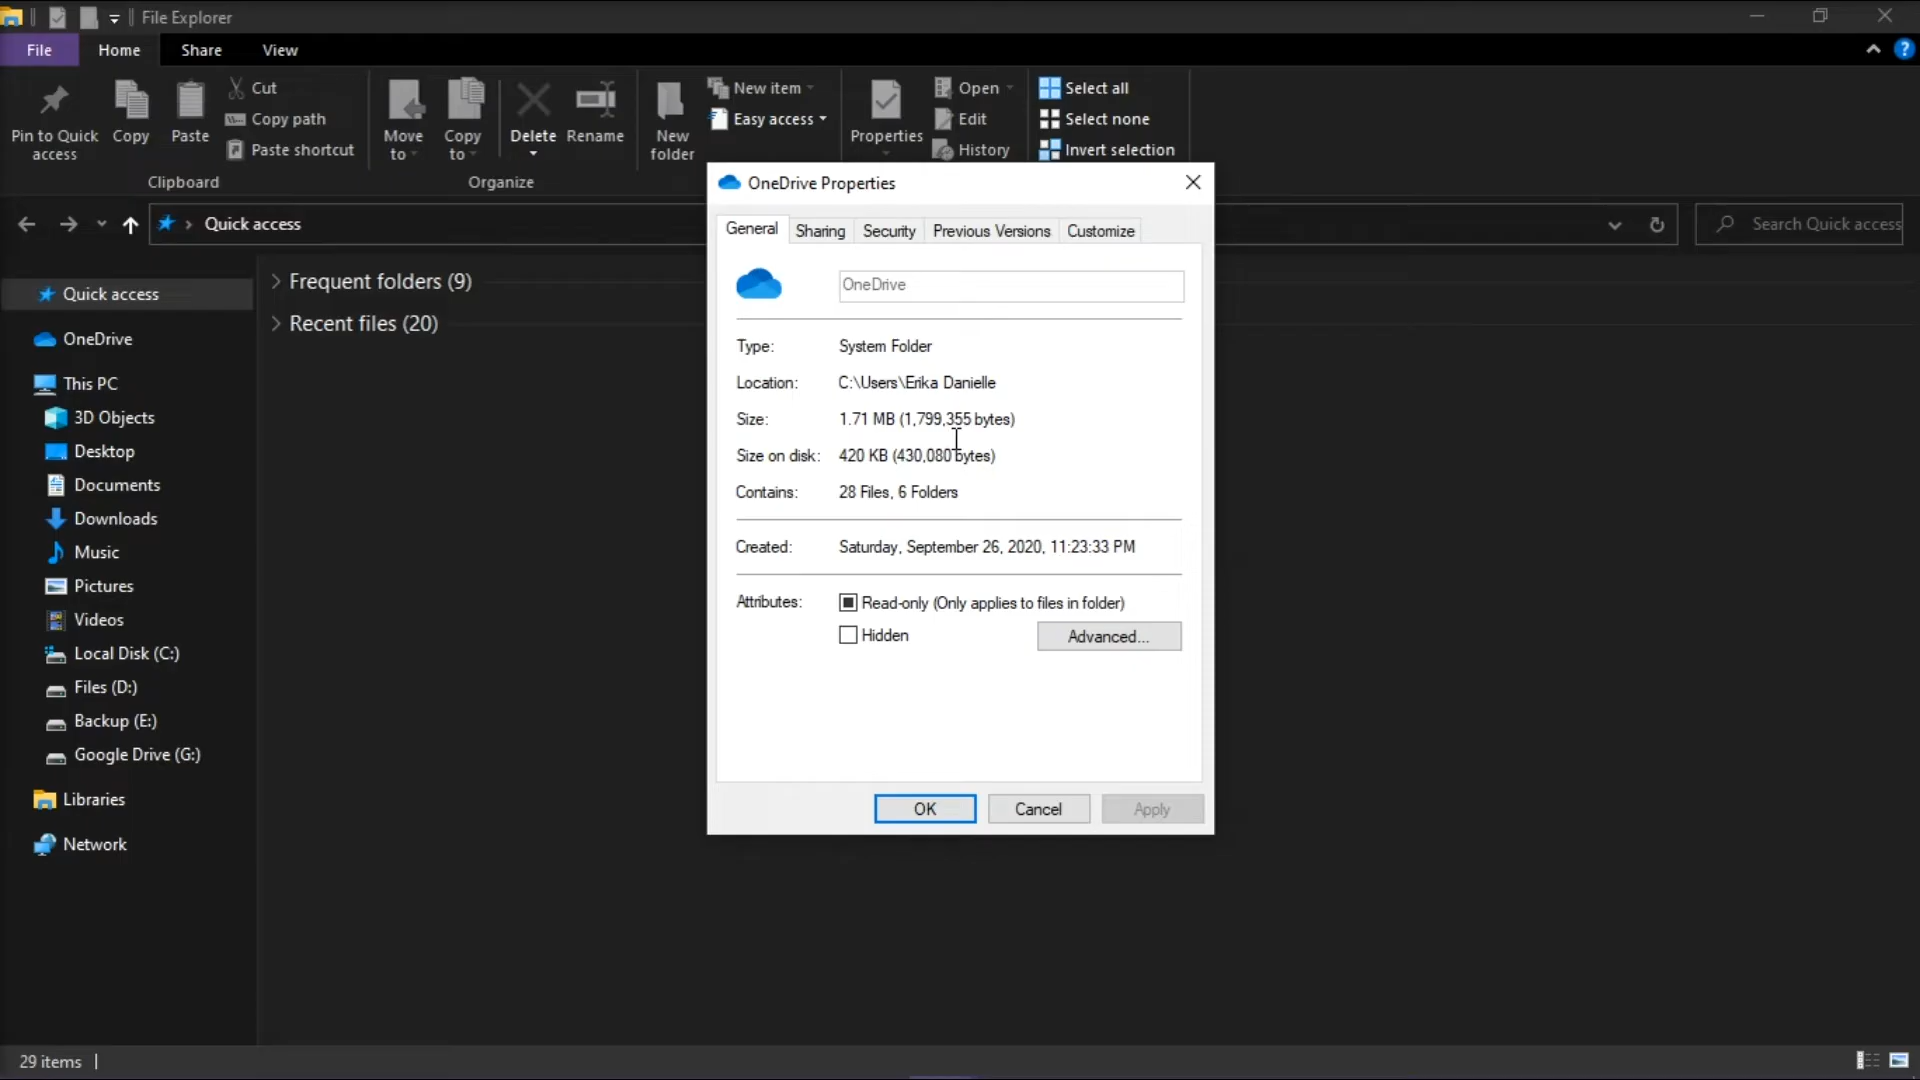 File Explorer
File Home Share View
Pin to Quick access
Copy
Paste
Cut
Copy path
Paste shortcut
Clipboard
Move to
Copy to
Delete
Rename
Organize
New folder
New item
Easy access
Properties
Open
Edit
History
Select all
Select none
Invert selection
Quick access
Search Quick access
Quick access
OneDrive
This PC
3D Objects
Desktop
Documents
Downloads
Music
Pictures
Videos
Local Disk (C:)
Files (D:)
Backup (E:)
Google Drive (G:)
Libraries
Network
Frequent folders (9)
Recent files (20)
OneDrive Properties
General Sharing Security Previous Versions Customize
OneDrive
Type: System Folder
Location: C:\Users\Erika Danielle
Size: 1.71 MB (1,799,355 bytes)
Size on disk: 420 KB (430,080 bytes)
Contains: 28 Files, 6 Folders
Created: Saturday, September 26, 2020, 11:23:33 PM
Attributes: Read-only (Only applies to files in folder)
Hidden Advanced...
OK Cancel Apply
29 items